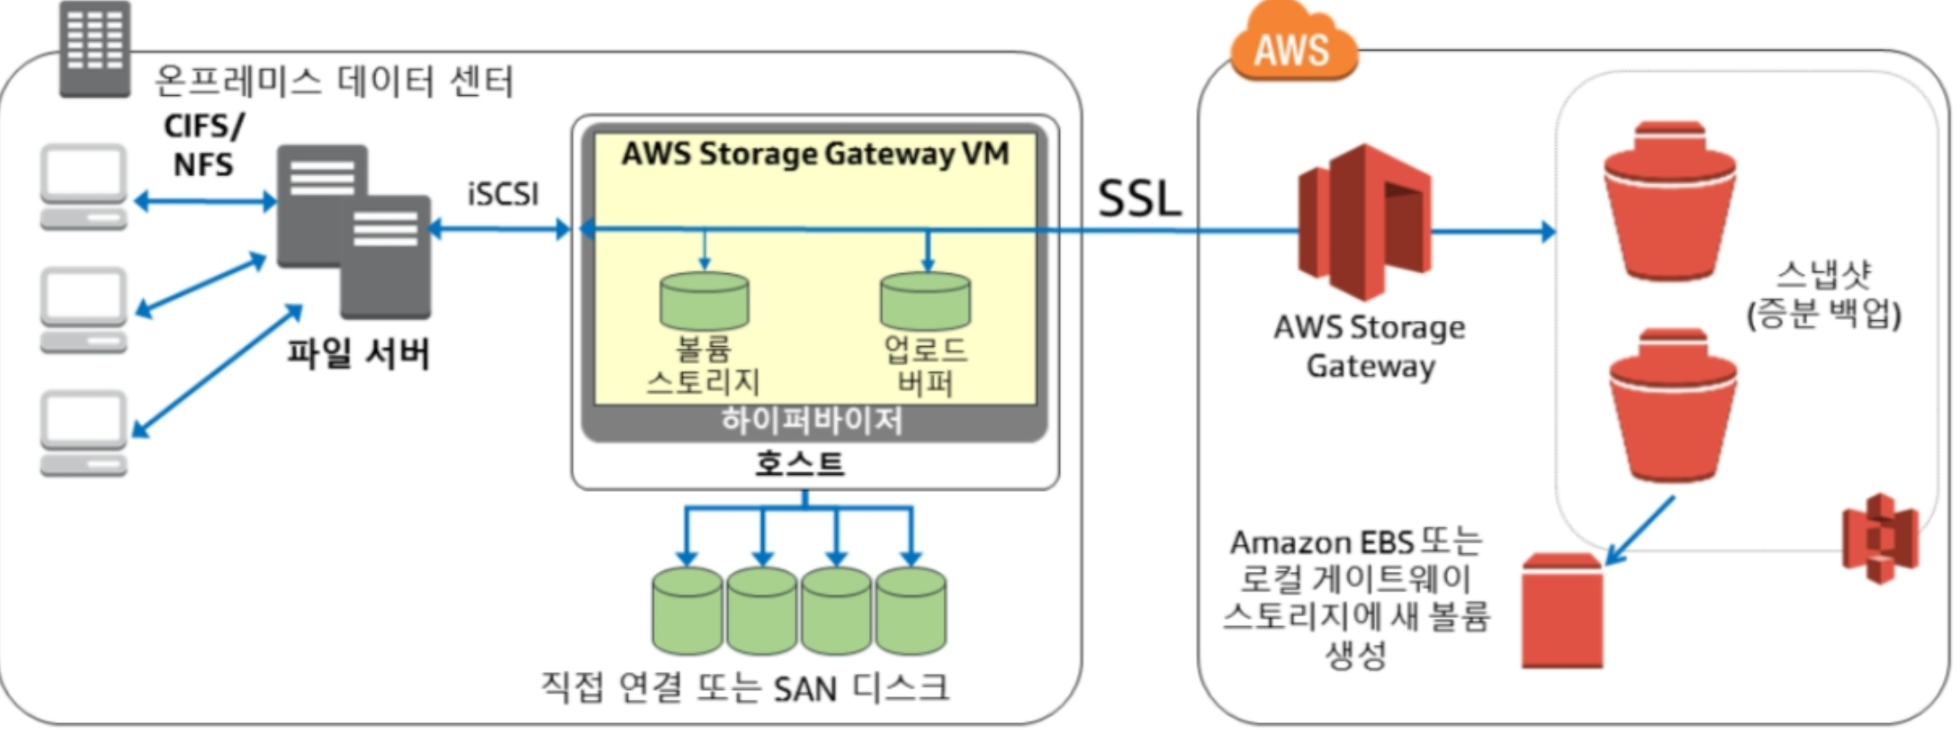 온프레미스 데이터 센터
CIFS/
NFS
파일 서버
iSCSI
AWS Storage Gateway VM
볼륨
스토리지
업로드
버퍼
하이퍼바이저
호스트
직접 연결 또는 SAN 디스크
SSL
AWS
AWS Storage
Gateway
스냅샷
(증분 백업)
Amazon EBS 또는
로컬 게이트웨이
스토리지에 새 볼륨
생성